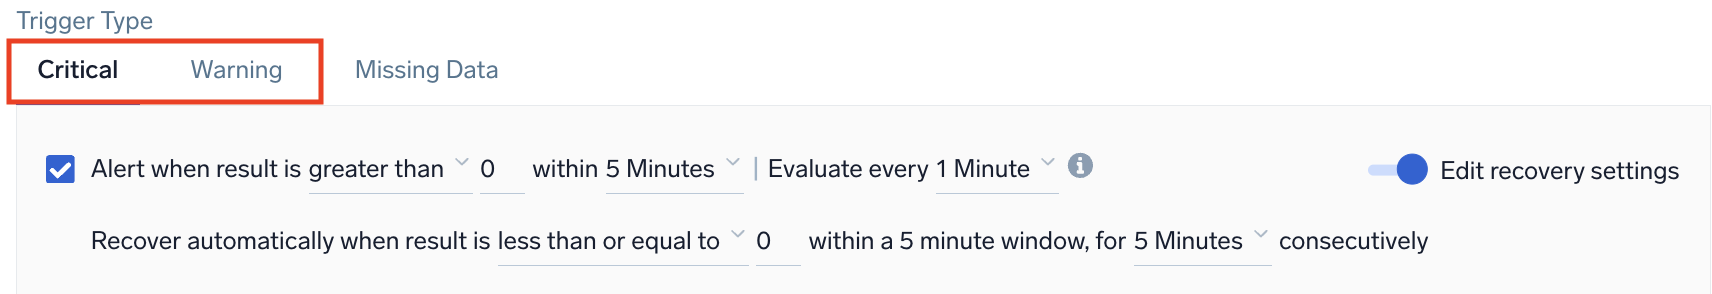 Trigger Type
Critical Warning Missing Data
Alert when result is greater than 0 within 5 Minutes | Evaluate every 1 Minute Edit recovery settings
Recover automatically when result is less than or equal to 0 within a 5 minute window, for 5 Minutes consecutively